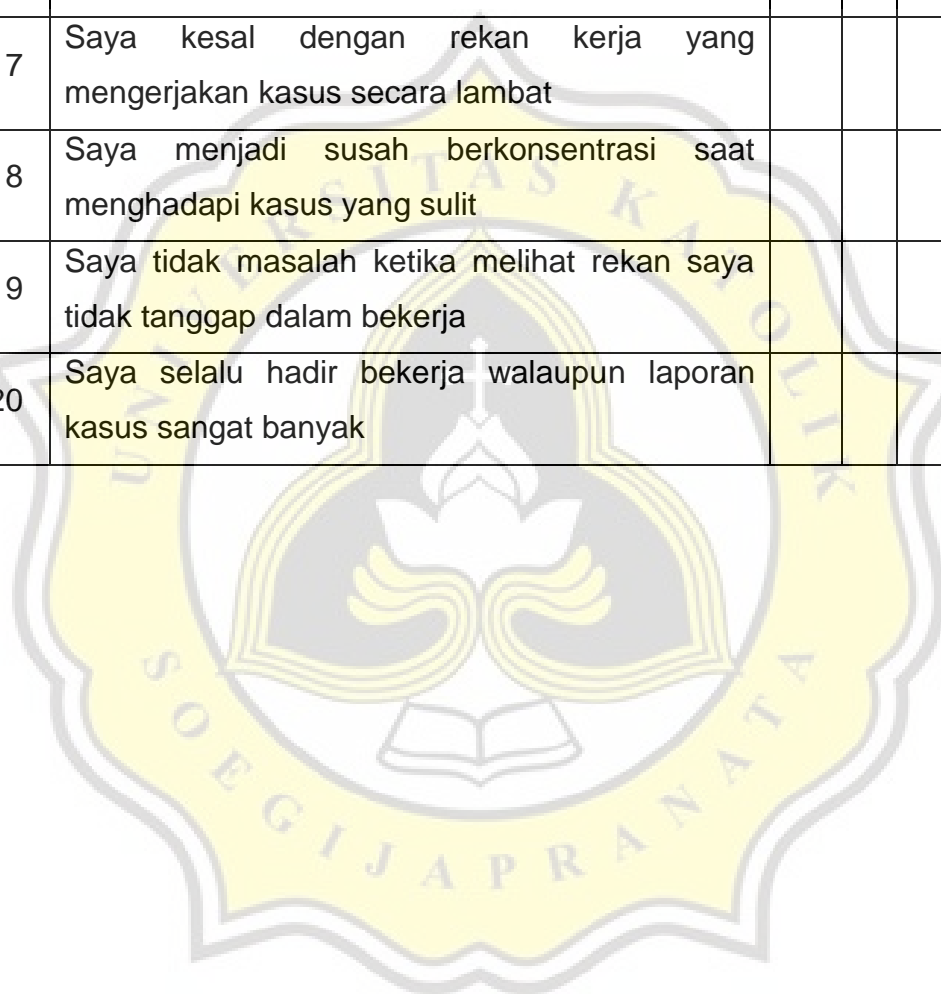 7 Saya kesal dengan rekan kerja yang
mengerjakan kasus secara lambat
8 Saya menjadi susah berkonsentrasi saat
menghadapi kasus yang sulit
9 Saya tidak masalah ketika melihat rekan saya
tidak tanggap dalam bekerja
20 Saya selalu hadir bekerja walaupun laporan
kasus sangat banyak
UNIVERSITAS KATOLIK
SOEGIJAPRANATA